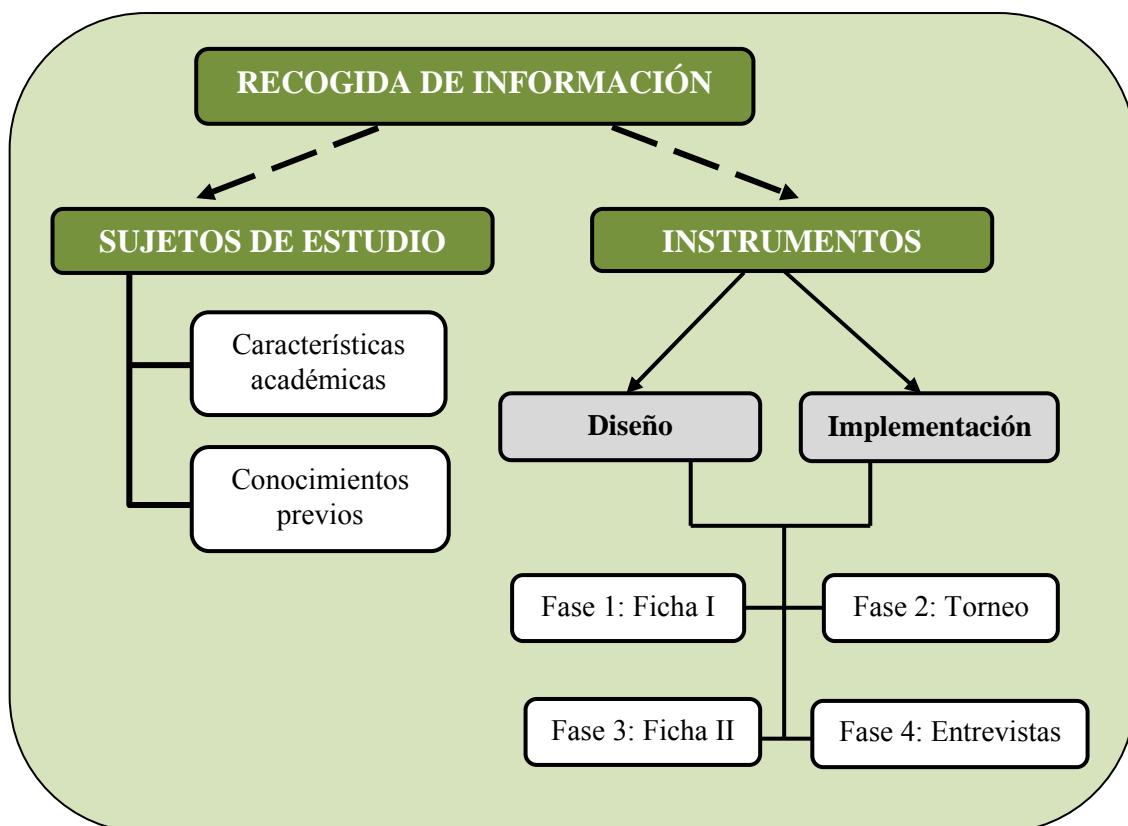 RECOGIDA DE INFORMACIÓN
SUJETOS DE ESTUDIO
INSTRUMENTOS
Características
académicas
Conocimientos
previos
Diseño
Implementación
Fase 1: Ficha I
Fase 2: Torneo
Fase 3: Ficha II
Fase 4: Entrevistas